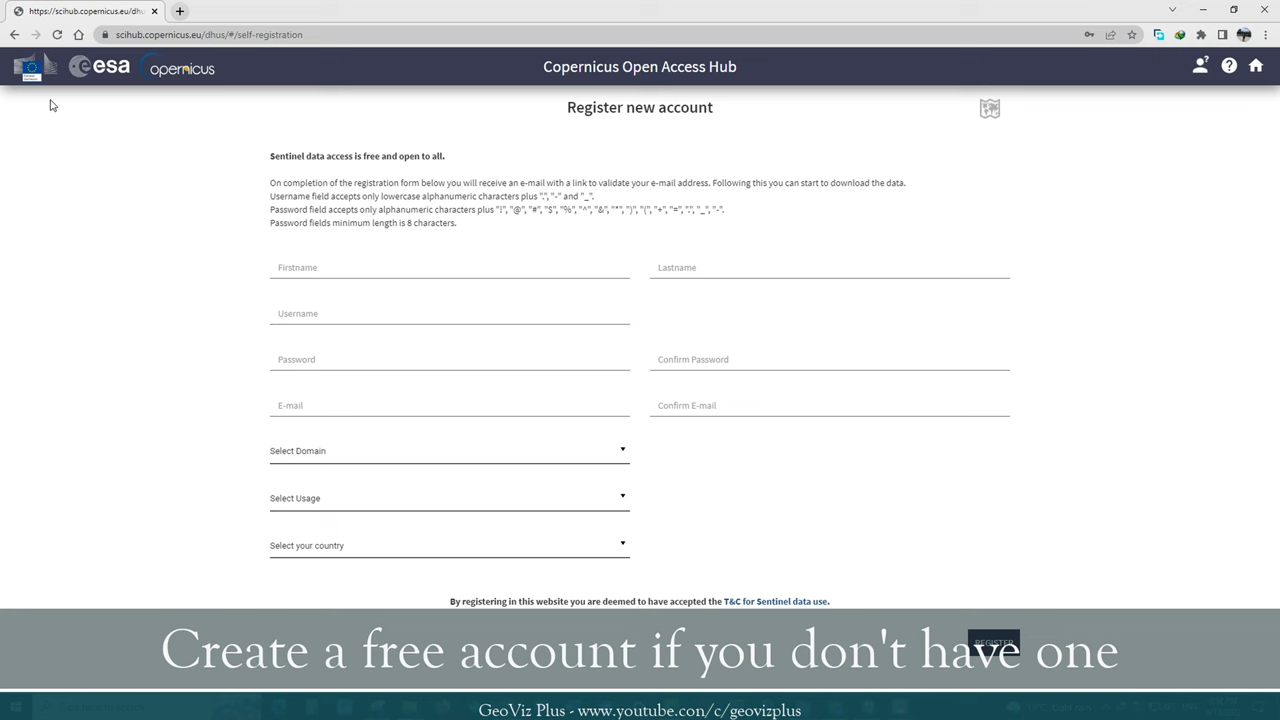 https://scihub.copernicus.eu/dhu
scihub.copernicus.eu/dhus/#/self-registration
esa
opernicus
Copernicus Open Access Hub
Register new account
Sentinel data access is free and open to all.
On completion of the registration form below you will receive an e-mail with a link to validate your e-mail address. Following this you can start to download the data.
Username field accepts only lowercase alphanumeric characters plus ".", "-" and "_".
Password field accepts only alphanumeric characters plus "!", "@", "#", "$", "%", "^", "&", "*", ")", "(", "+", "=", ".", "_", "-".
Password fields minimum length is 8 characters.
Firstname
Lastname
Username
Password
Confirm Password
E-mail
Confirm E-mail
Select Domain
Select Usage
Select your country
By registering in this website you are deemed to have accepted the T&C for Sentinel data use.
REGISTER
Create a free account if you don't have one
GeoViz Plus - www.youtube.con/c/geovizplus